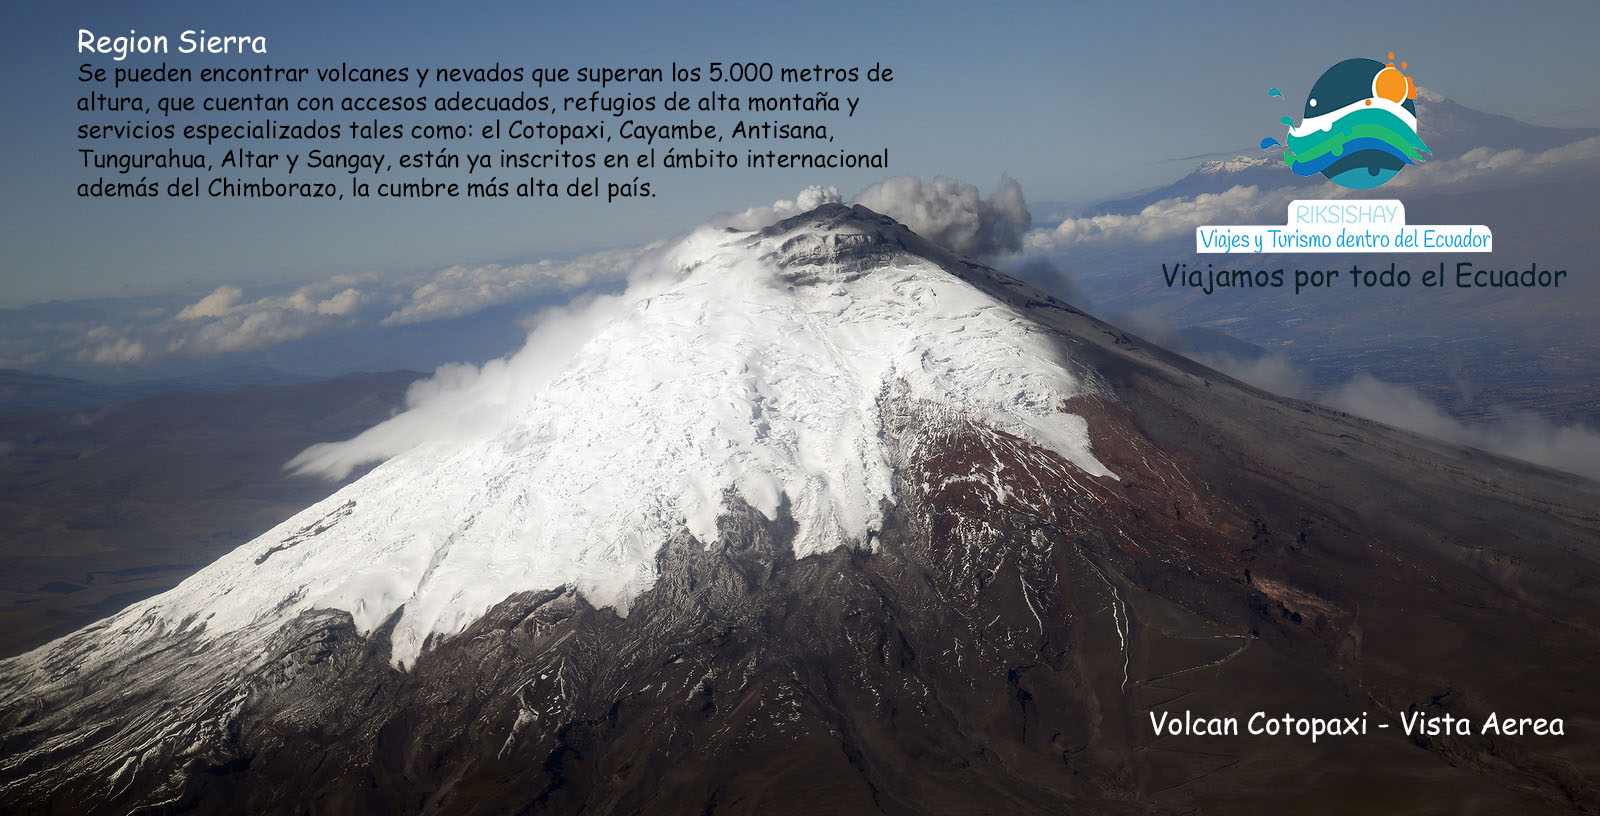 Region Sierra
Se pueden encontrar volcanes y nevados que superan los 5.000 metros de
altura, que cuentan con accesos adecuados, refugios de alta montaña y
servicios especializados tales como: el Cotopaxi, Cayambe, Antisana,
Tungurahua, Altar y Sangay, están ya inscritos en el ámbito internacional
además del Chimborazo, la cumbre más alta del país.
RIKSISHAY
Viajes y Turismo dentro del Ecuador
Viajamos por todo el Ecuador
Volcan Cotopaxi - Vista Aerea